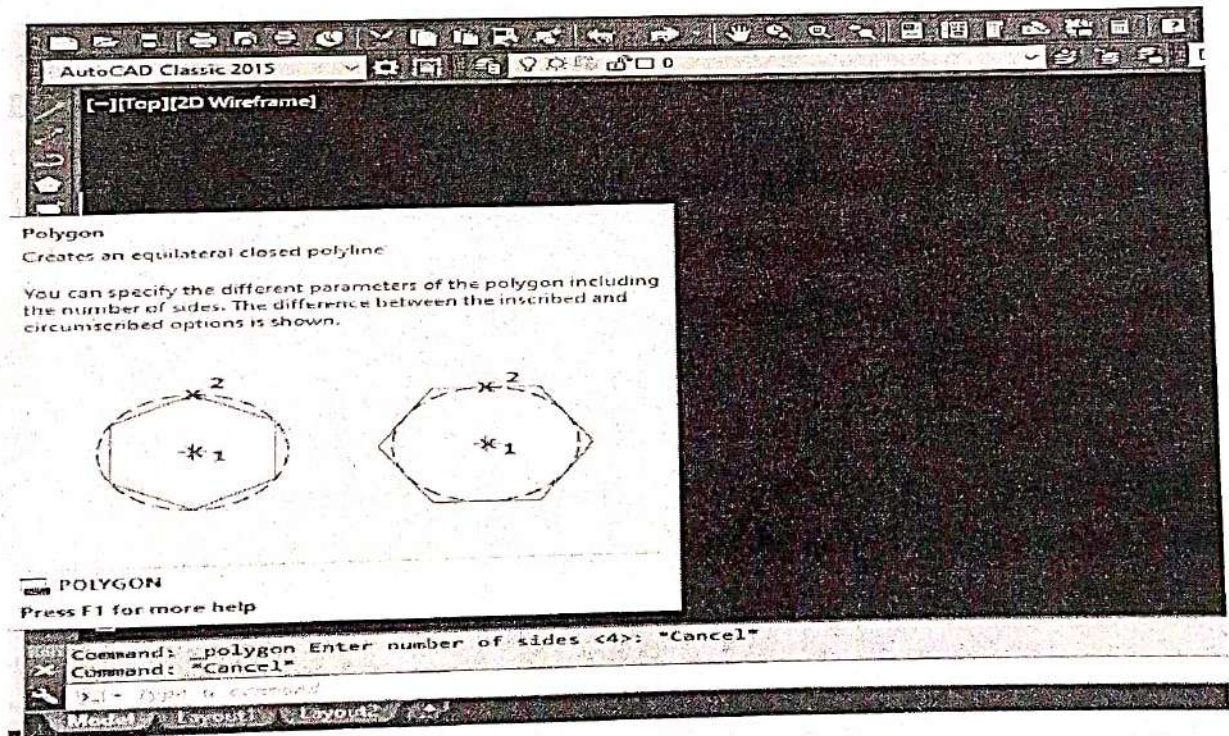 AutoCAD Classic 2015
0
[−][Top][2D Wireframe]
Polygon
Creates an equilateral closed polyline
You can specify the different parameters of the polygon including
the number of sides. The difference between the inscribed and
circumscribed options is shown.
2
2
1
1
POLYGON
Press F1 for more help
Command: _polygon Enter number of sides <4>: *Cancel*
Command: *Cancel*
Type a command
Model Layout1 Layout2